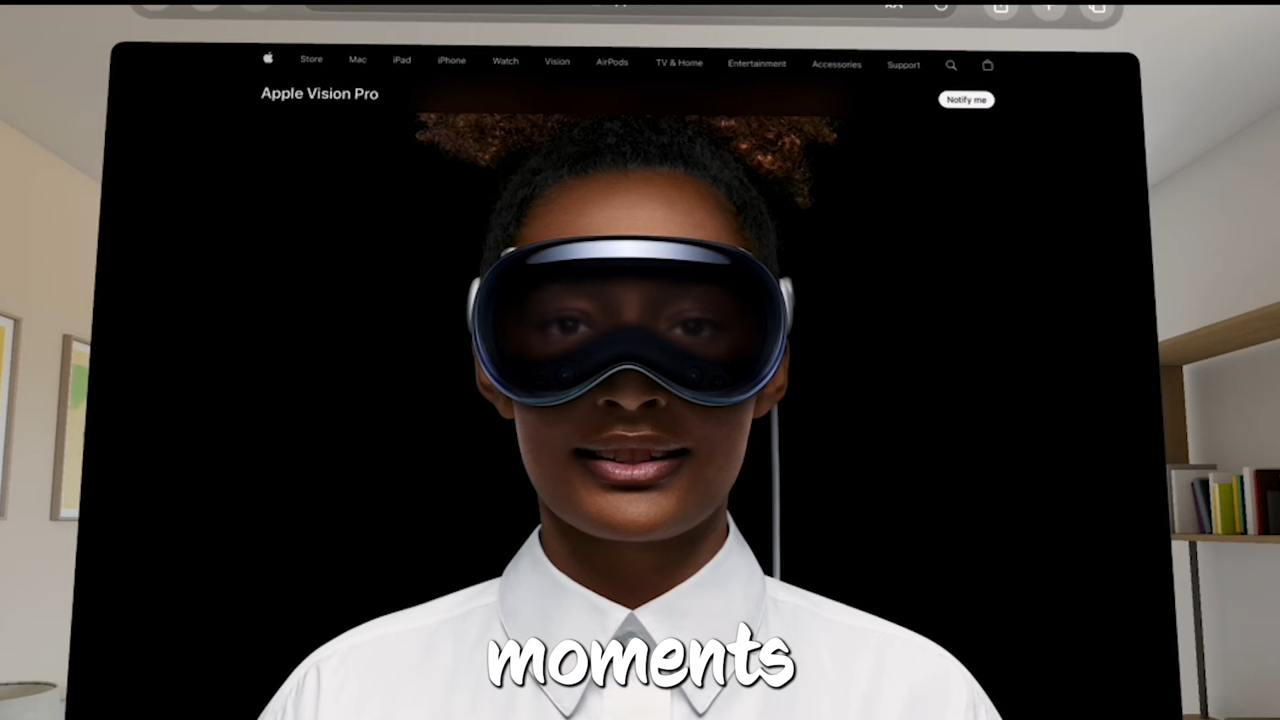 Store Mac iPad iPhone Watch Vision AirPods TV & Home Entertainment Accessories Support
Apple Vision Pro
Notify me
moments